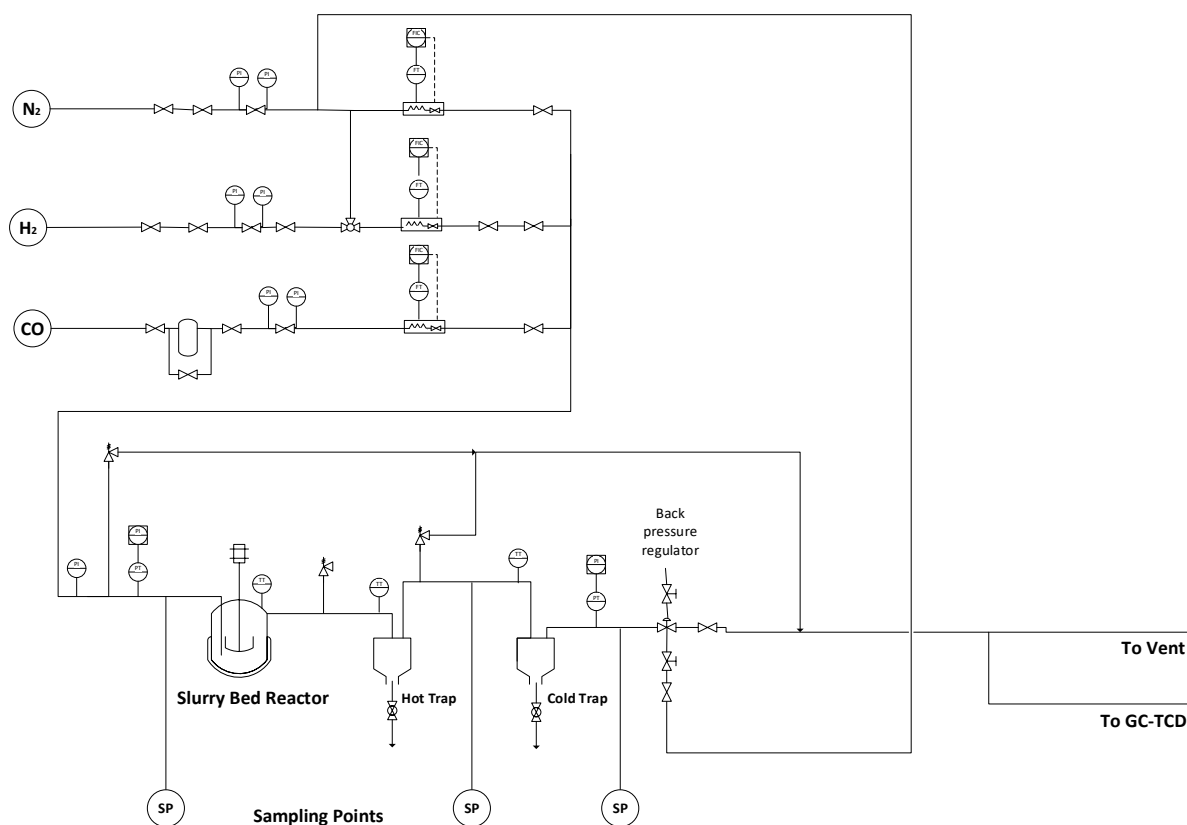 FIC
PI PI
FT
N₂
FIC
PI PI
FT
H₂
FIC
PI PI
FT
CO
Back
pressure
regulator
PI
PI
PT
TT
TT
TT
PI
PT
To Vent
Slurry Bed Reactor
Hot Trap
Cold Trap
To GC-TCD
SP
SP
SP
Sampling Points